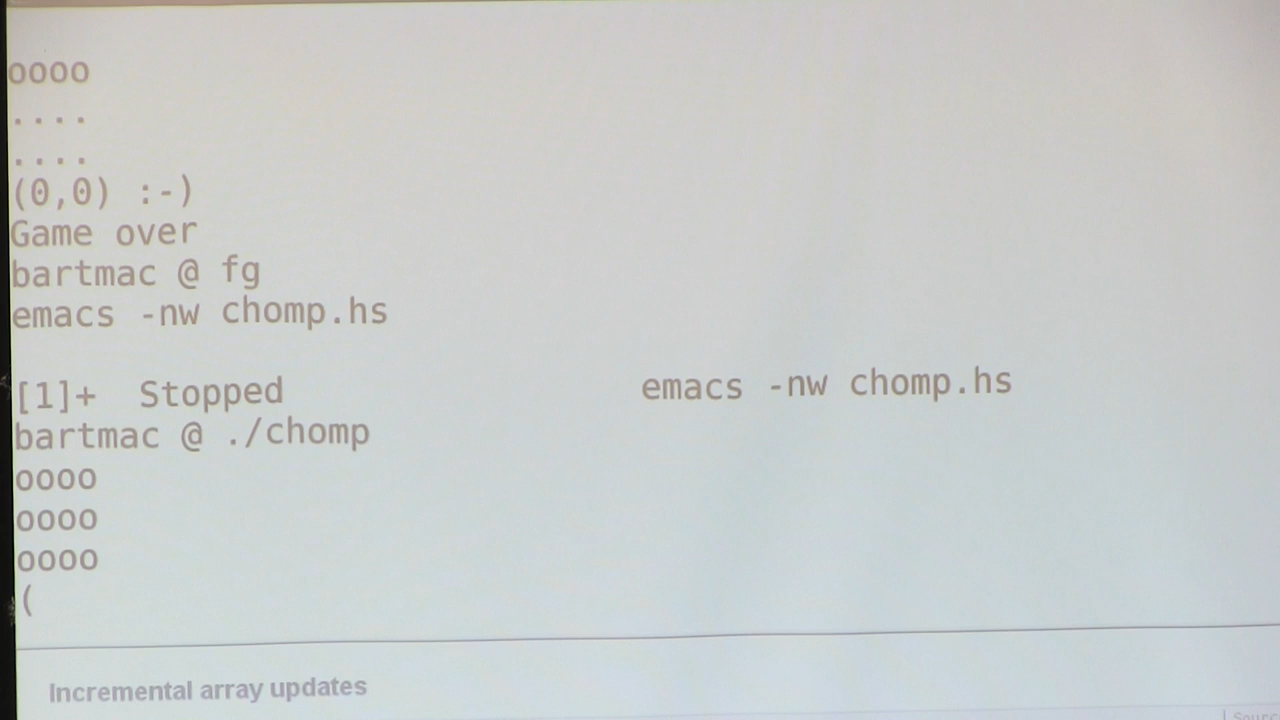 oooo
....
....
(0,0) :-)
Game over
bartmac @ fg
emacs -nw chomp.hs
[1]+  Stopped                 emacs -nw chomp.hs
bartmac @ ./chomp
oooo
oooo
oooo
(
Incremental array updates